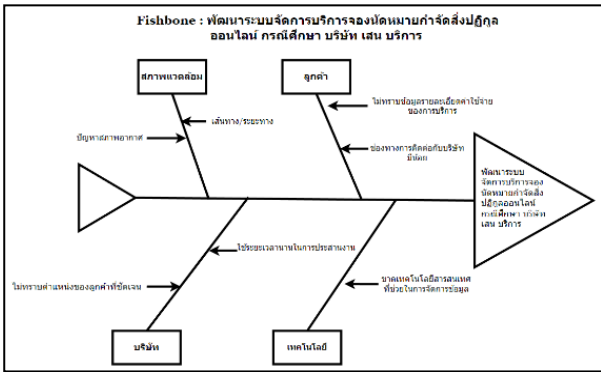 Fishbone : พัฒนาระบบจัดการบริการจองนัดหมายกำจัดสิ่งปฏิกูล
ออนไลน์ กรณีศึกษา บริษัท เสน บริการ
สภาพแวดล้อม
ลูกค้า
ไม่ทราบข้อมูลรายละเอียดค่าใช้จ่าย
ของการบริการ
เส้นทาง/ระยะทาง
ปัญหาสภาพอากาศ
ช่องทางการติดต่อกับบริษัท
มีน้อย
พัฒนาระบบ
จัดการบริการจอง
นัดหมายกำจัดสิ่ง
ปฏิกูลออนไลน์
กรณีศึกษา บริษัท
เสน บริการ
ใช้ระยะเวลานานในการประสานงาน
ไม่ทราบตำแหน่งของลูกค้าที่ชัดเจน
ขาดเทคโนโลยีสารสนเทศ
ที่ช่วยในการจัดการข้อมูล
บริษัท
เทคโนโลยี